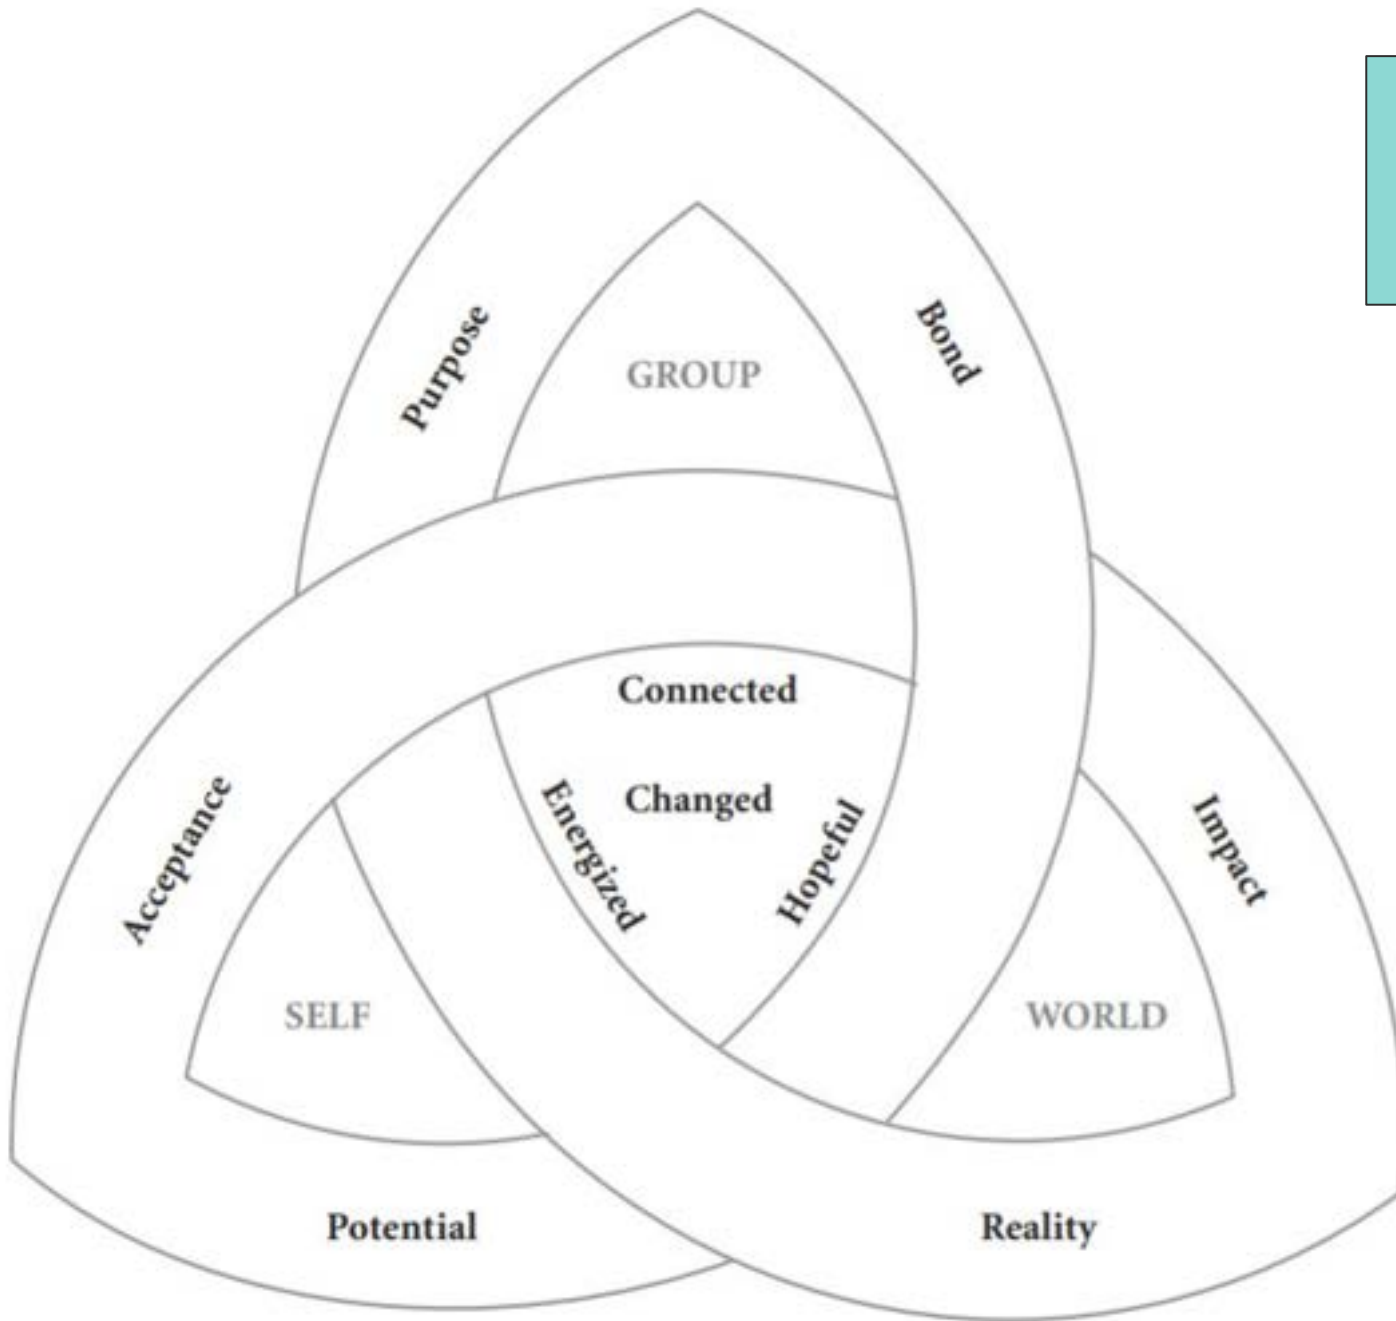 Purpose
Bond
GROUP
Connected
Changed
Energized
Hopeful
Acceptance
Impact
SELF
WORLD
Potential
Reality